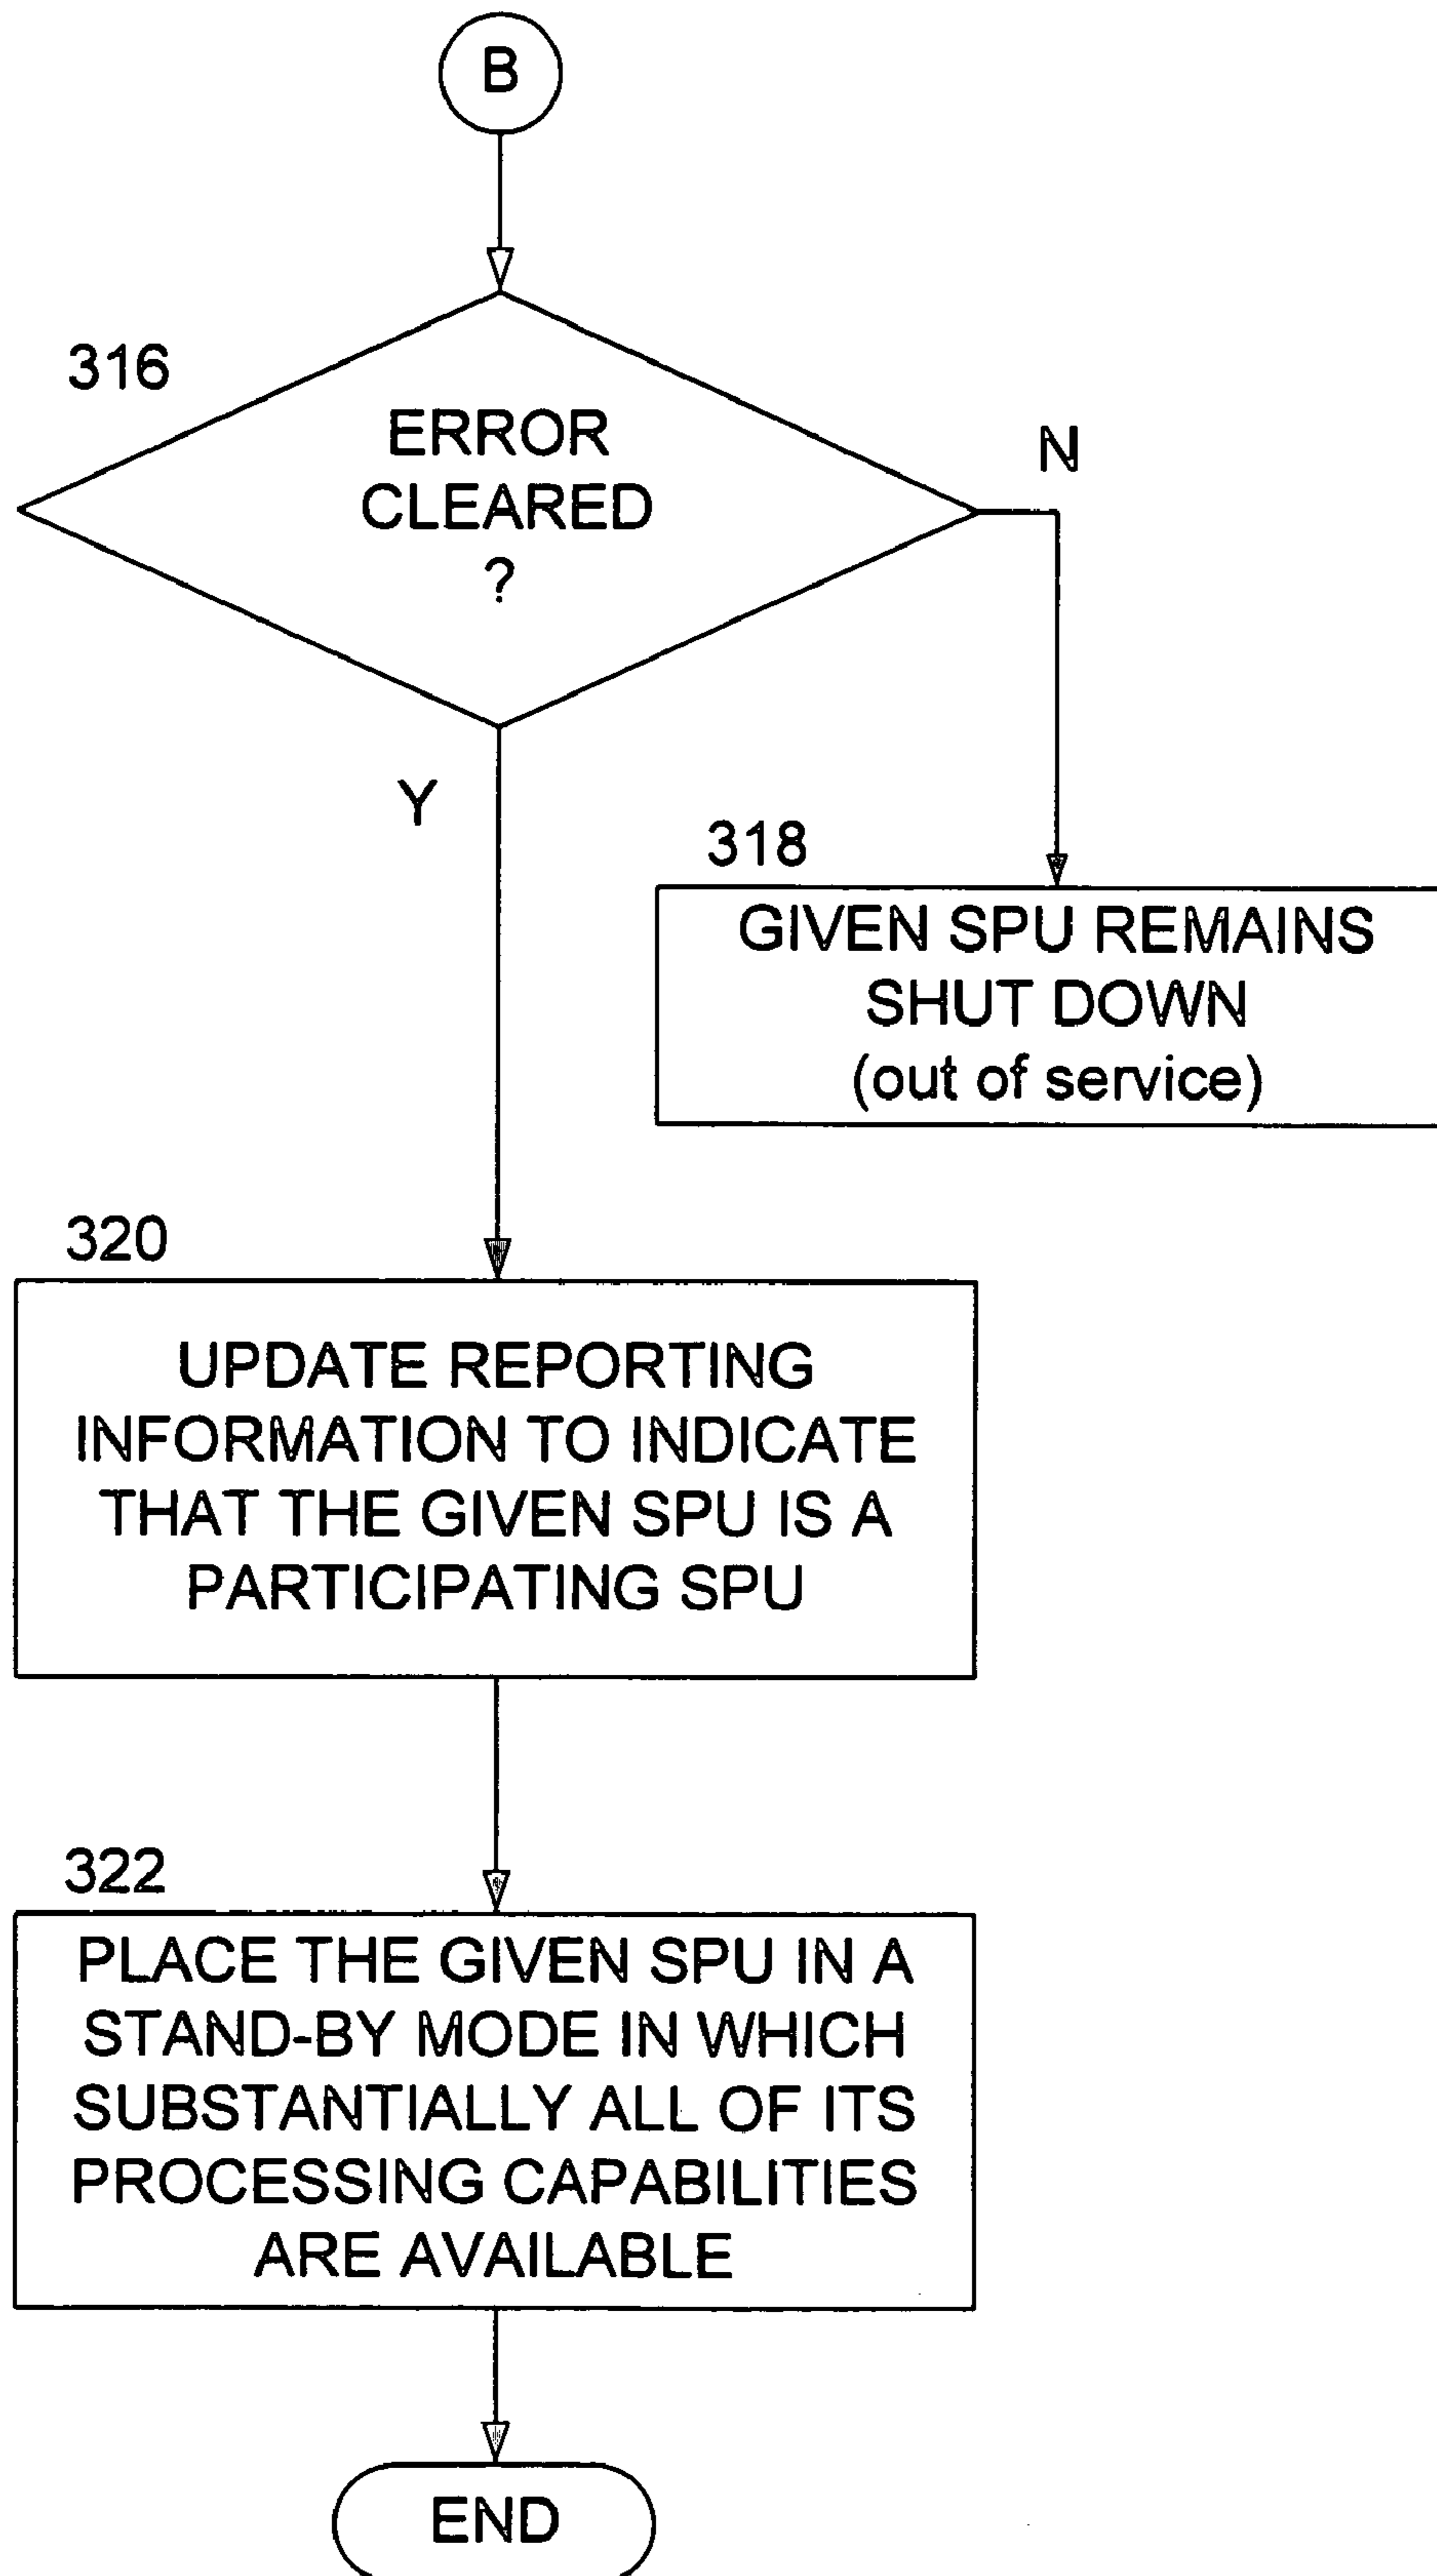 B
316
ERROR
CLEARED
?
N
Y
318
GIVEN SPU REMAINS
SHUT DOWN
(out of service)
320
UPDATE REPORTING
INFORMATION TO INDICATE
THAT THE GIVEN SPU IS A
PARTICIPATING SPU
322
PLACE THE GIVEN SPU IN A
STAND-BY MODE IN WHICH
SUBSTANTIALLY ALL OF ITS
PROCESSING CAPABILITIES
ARE AVAILABLE
END